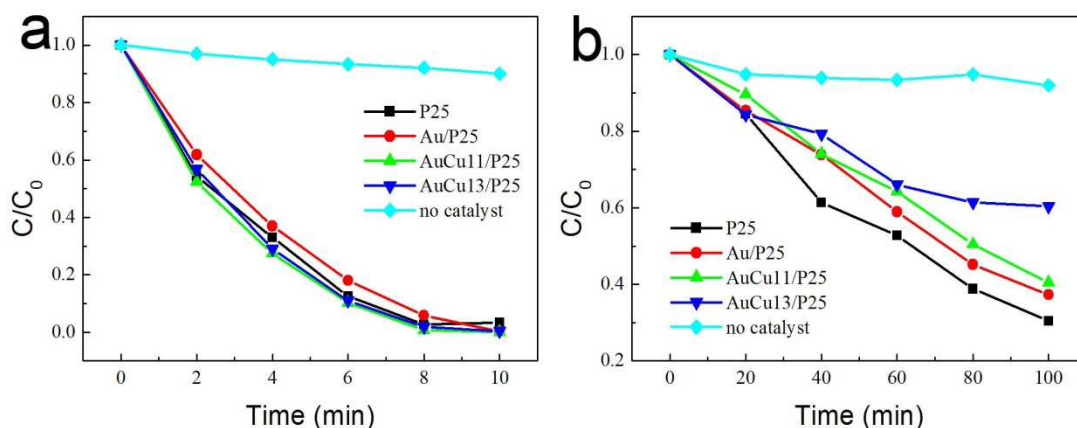 a
1.0
0.8
0.6
0.4
0.2
0.0
C/C0
P25
Au/P25
AuCu11/P25
AuCu13/P25
no catalyst
0 2 4 6 8 10
Time (min)
b
1.0
0.8
0.6
0.4
0.2
C/C0
P25
Au/P25
AuCu11/P25
AuCu13/P25
no catalyst
0 20 40 60 80 100
Time (min)